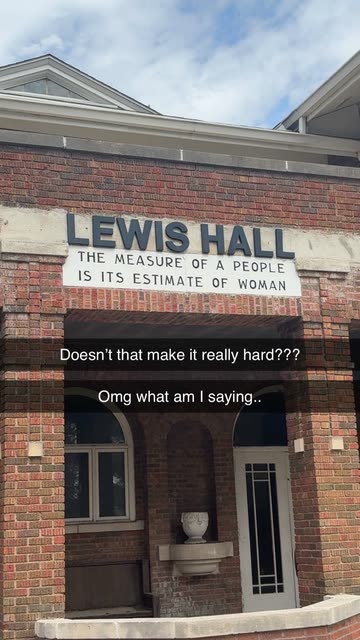 LEWIS HALL
THE MEASURE OF A PEOPLE
IS ITS ESTIMATE OF WOMAN
Doesn’t that make it really hard???
Omg what am I saying..